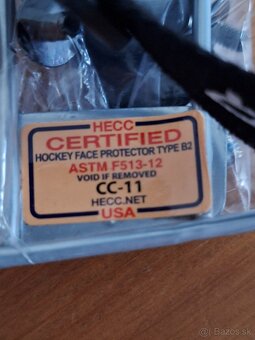 HECC
CERTIFIED
HOCKEY FACE PROTECTOR TYPE B2
ASTM F513-12
VOID IF REMOVED
CC-11
HECC.NET
USA
Bazos.sk